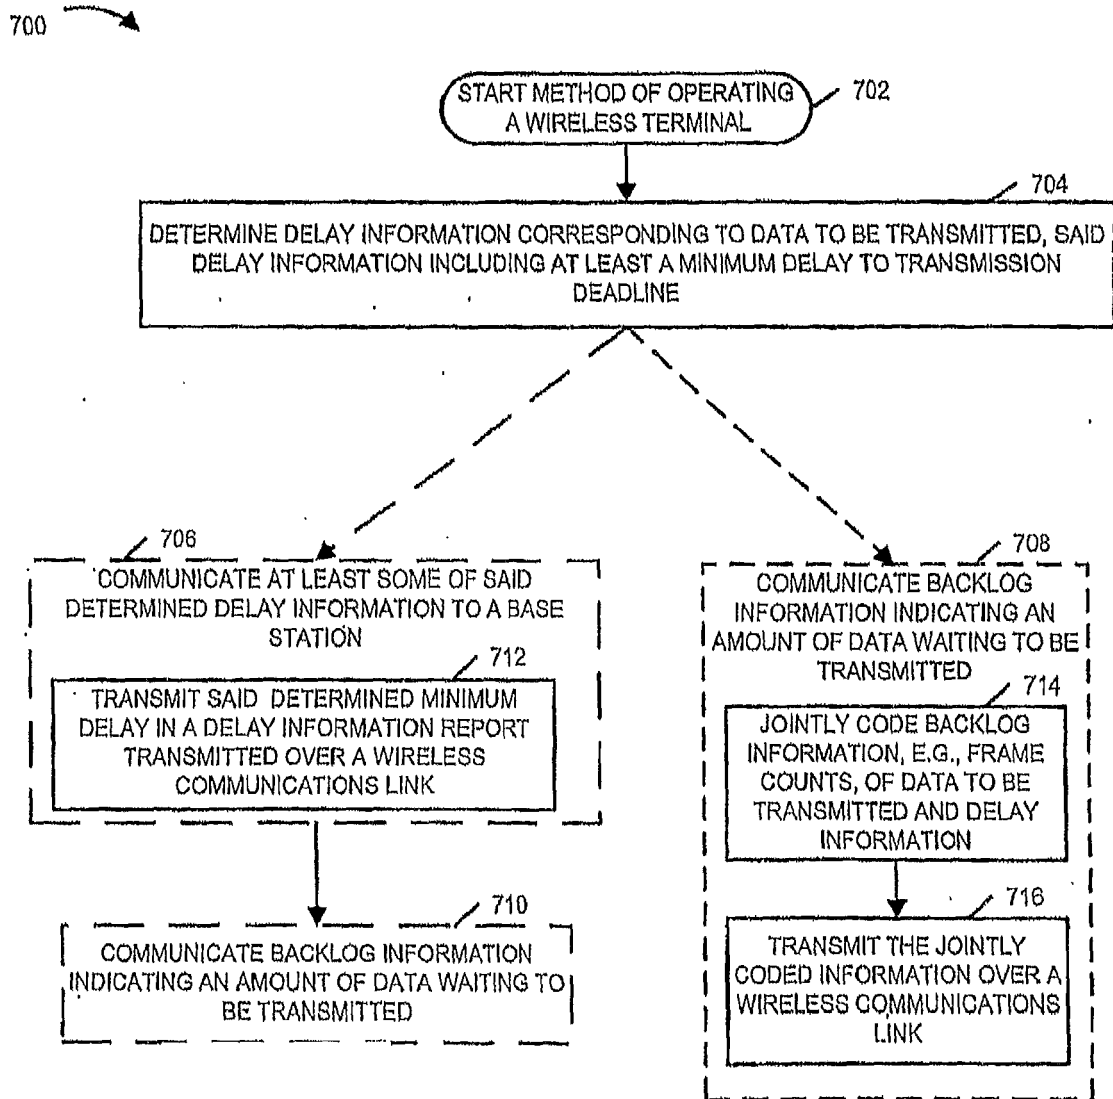 700
START METHOD OF OPERATING
A WIRELESS TERMINAL
702
704
DETERMINE DELAY INFORMATION CORRESPONDING TO DATA TO BE TRANSMITTED, SAID
DELAY INFORMATION INCLUDING AT LEAST A MINIMUM DELAY TO TRANSMISSION
DEADLINE
706
COMMUNICATE AT LEAST SOME OF SAID
DETERMINED DELAY INFORMATION TO A BASE
STATION
712
TRANSMIT SAID DETERMINED MINIMUM
DELAY IN A DELAY INFORMATION REPORT
TRANSMITTED OVER A WIRELESS
COMMUNICATIONS LINK
710
COMMUNICATE BACKLOG INFORMATION
INDICATING AN AMOUNT OF DATA WAITING TO
BE TRANSMITTED
708
COMMUNICATE BACKLOG
INFORMATION INDICATING AN
AMOUNT OF DATA WAITING TO BE
TRANSMITTED
714
JOINTLY CODE BACKLOG
INFORMATION, E.G., FRAME
COUNTS, OF DATA TO BE
TRANSMITTED AND DELAY
INFORMATION
716
TRANSMIT THE JOINTLY
CODED INFORMATION OVER A
WIRELESS COMMUNICATIONS
LINK